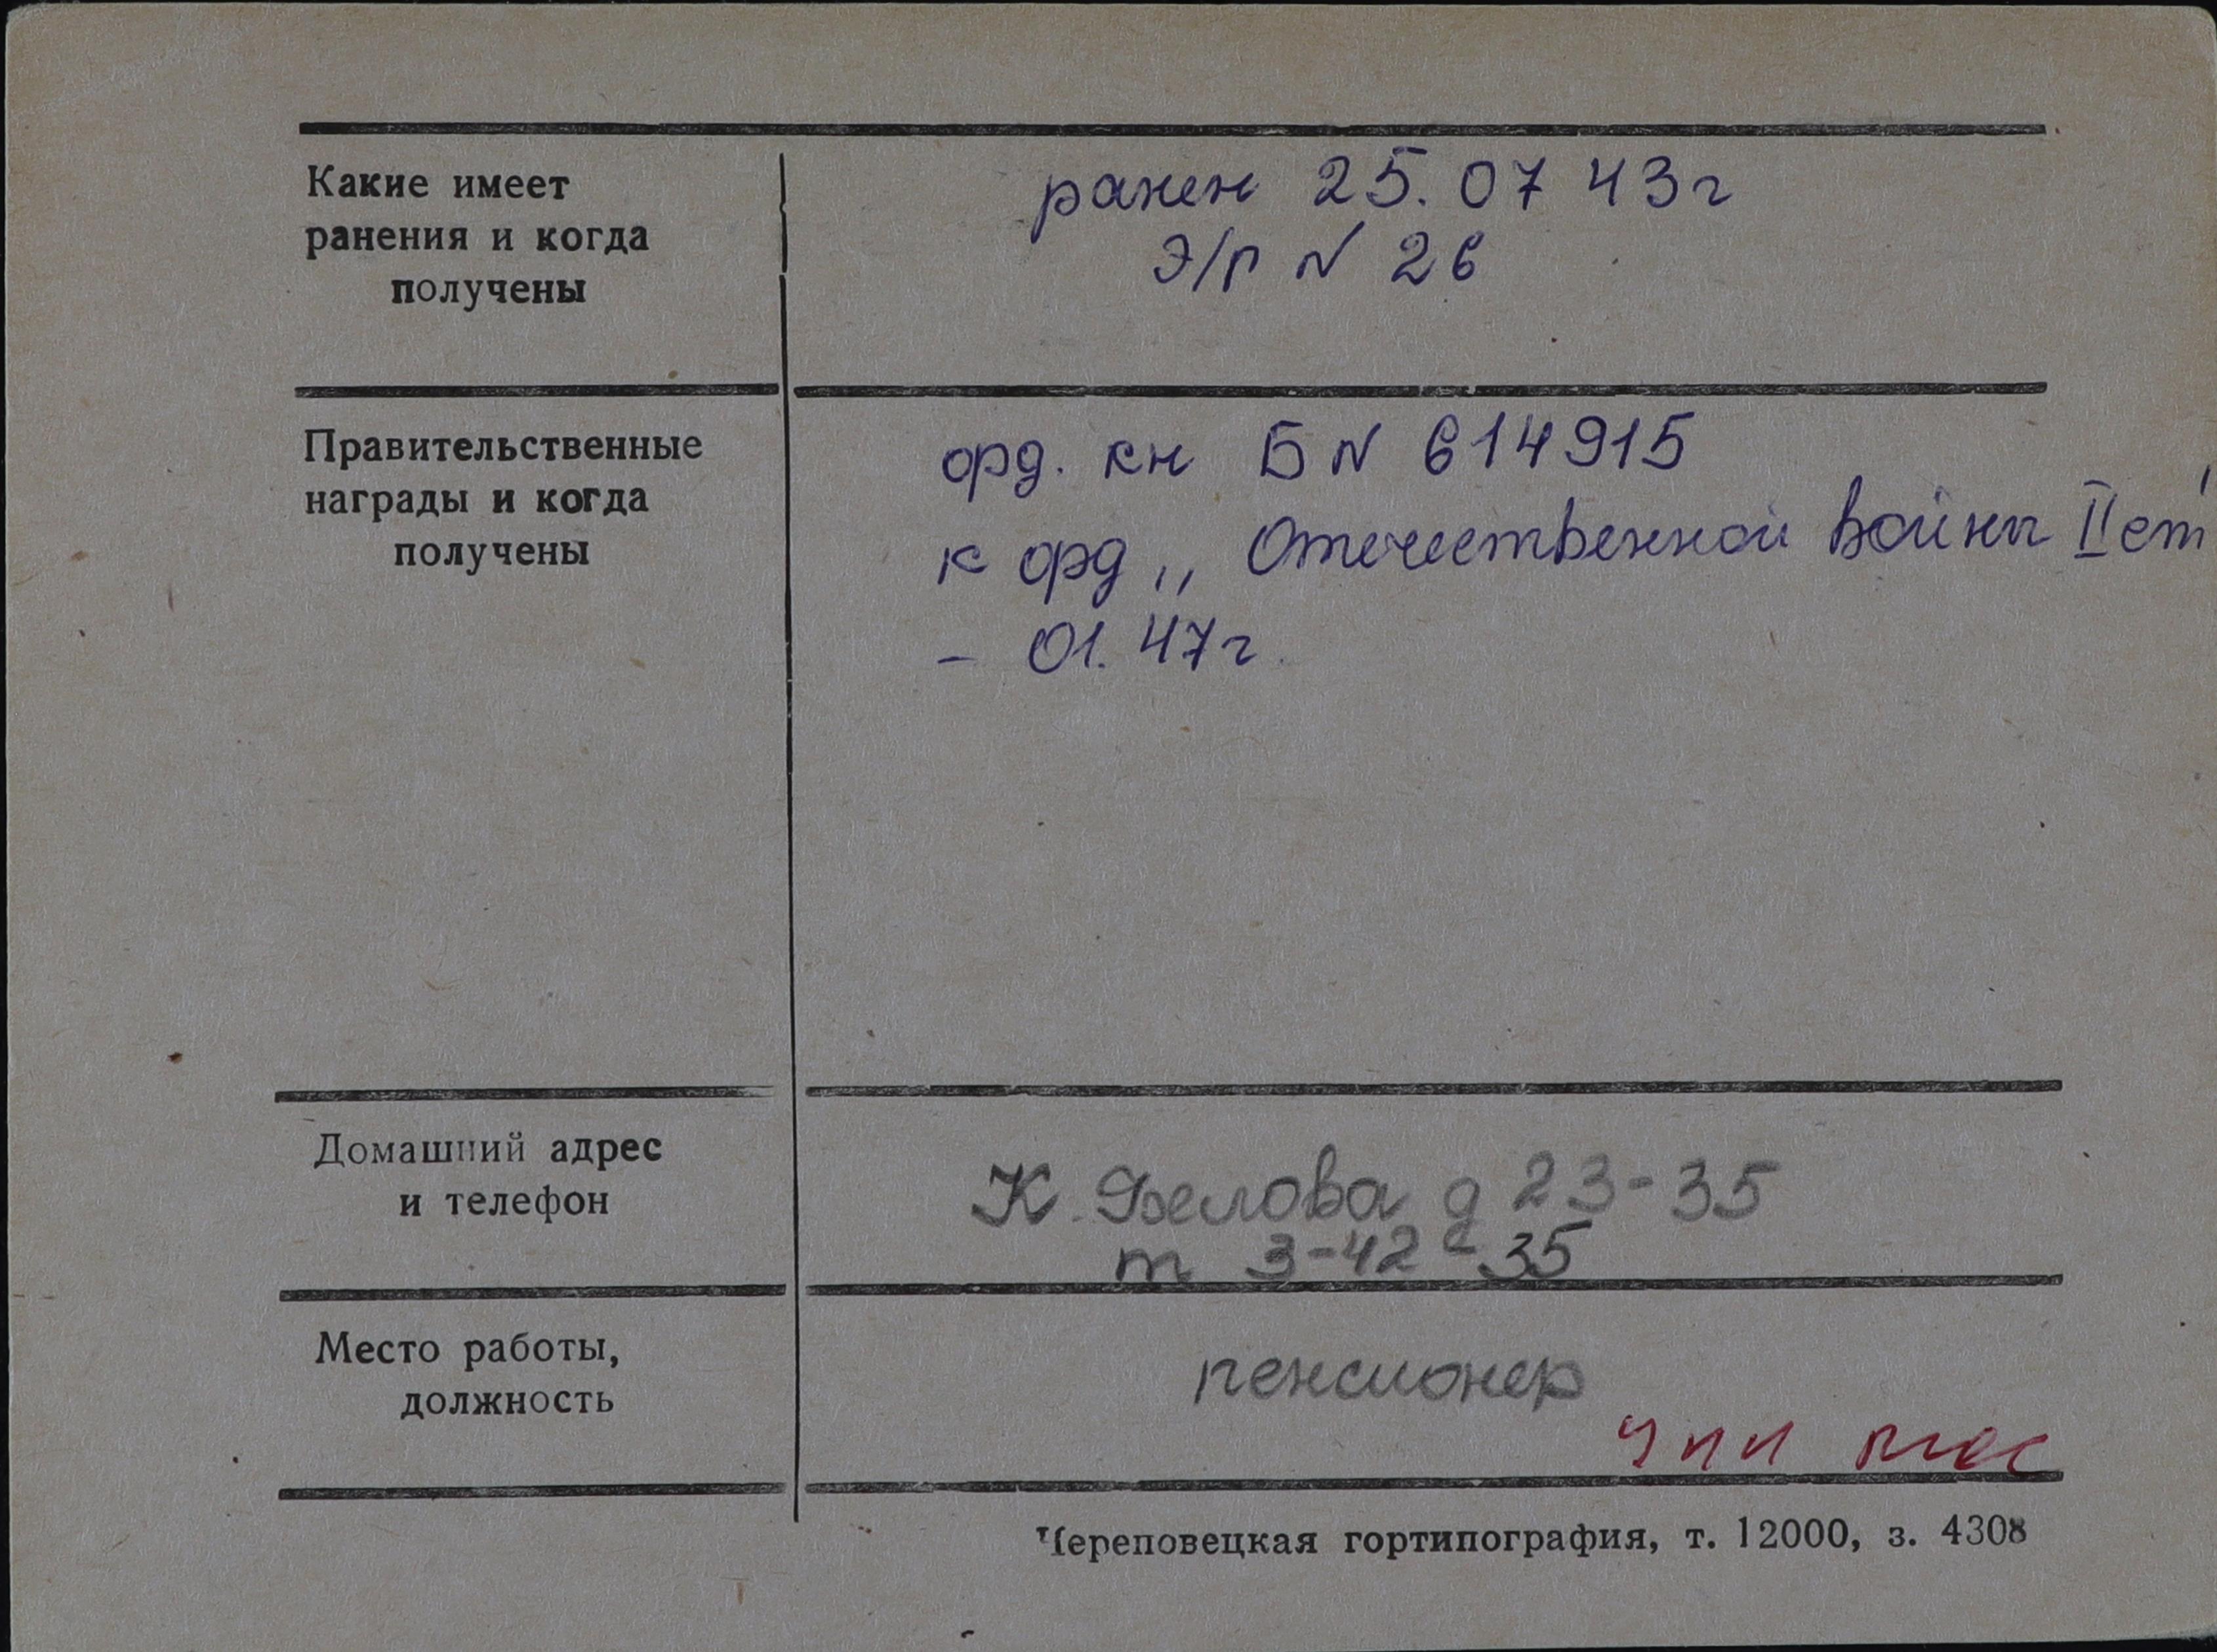 Какие имеет
ранения и когда
получены
ранен 25.07 43г
Э/Г N 26
Правительственные
награды и когда
получены
орд. кн Б N 614915
к орд „ Отечественной войны II ст"
- 01.47г.
Домашний адрес
и телефон
К. Белова д 23-35
т 3-42-35
Место работы,
должность
пенсионер
Череповецкая гортипография, т. 12000, з. 4308